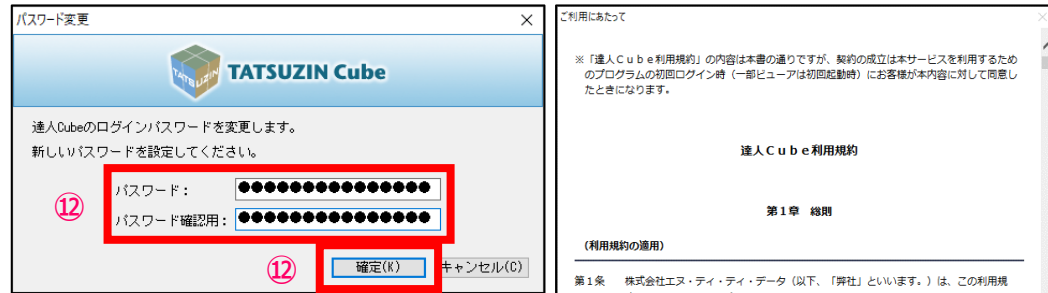 パスワード変更
TATSUZIN
TATSUZIN Cube
達人Cubeのログインパスワードを変更します。
新しいパスワードを設定してください。
⑫
パスワード：
●●●●●●●●●●●●●●●
パスワード確認用：
●●●●●●●●●●●●●●●
⑫
確定(K)
キャンセル(C)
ご利用にあたって
※「達人Ｃｕｂｅ利用規約」の内容は本書の通りですが、契約の成立は本サービスを利用するため
のプログラムの初回ログイン時（一部ビューアは初回起動時）にお客様が本内容に対して同意し
たときになります。
達人Ｃｕｂｅ利用規約
第１章　総則
（利用規約の適用）
第１条　株式会社エヌ・ティ・ティ・データ（以下、「弊社」といいます。）は、この利用規